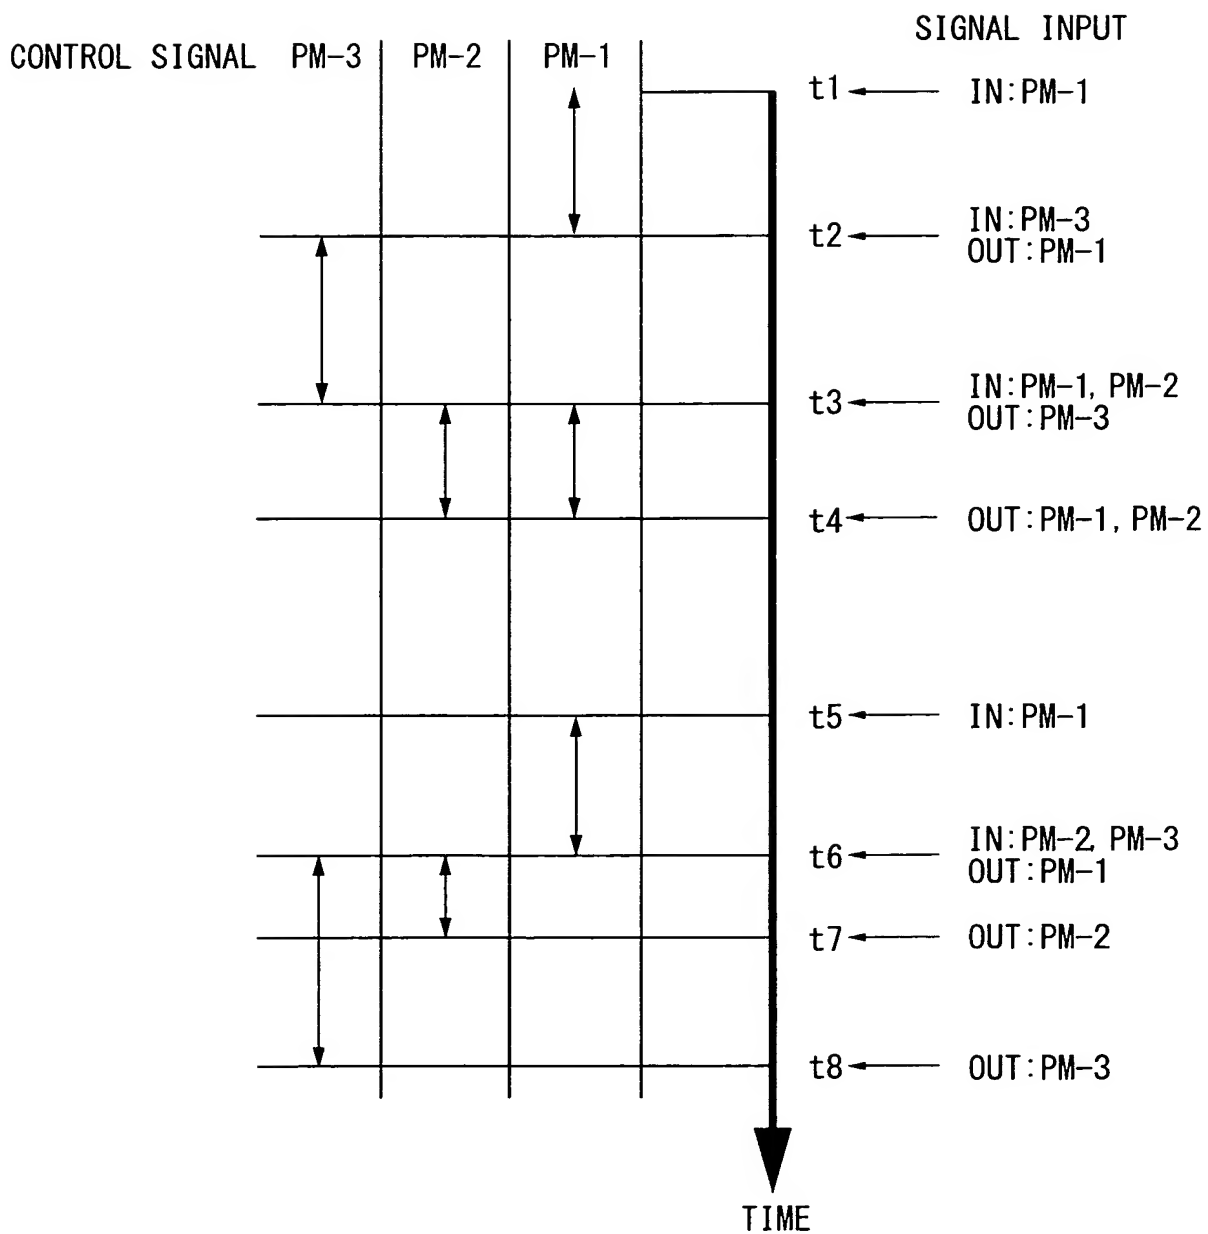 SIGNAL INPUT
CONTROL SIGNAL PM-3 PM-2 PM-1
t1 IN:PM-1
t2 IN:PM-3
OUT:PM-1
t3 IN:PM-1, PM-2
OUT:PM-3
t4 OUT:PM-1, PM-2
t5 IN:PM-1
t6 IN:PM-2, PM-3
OUT:PM-1
t7 OUT:PM-2
t8 OUT:PM-3
TIME